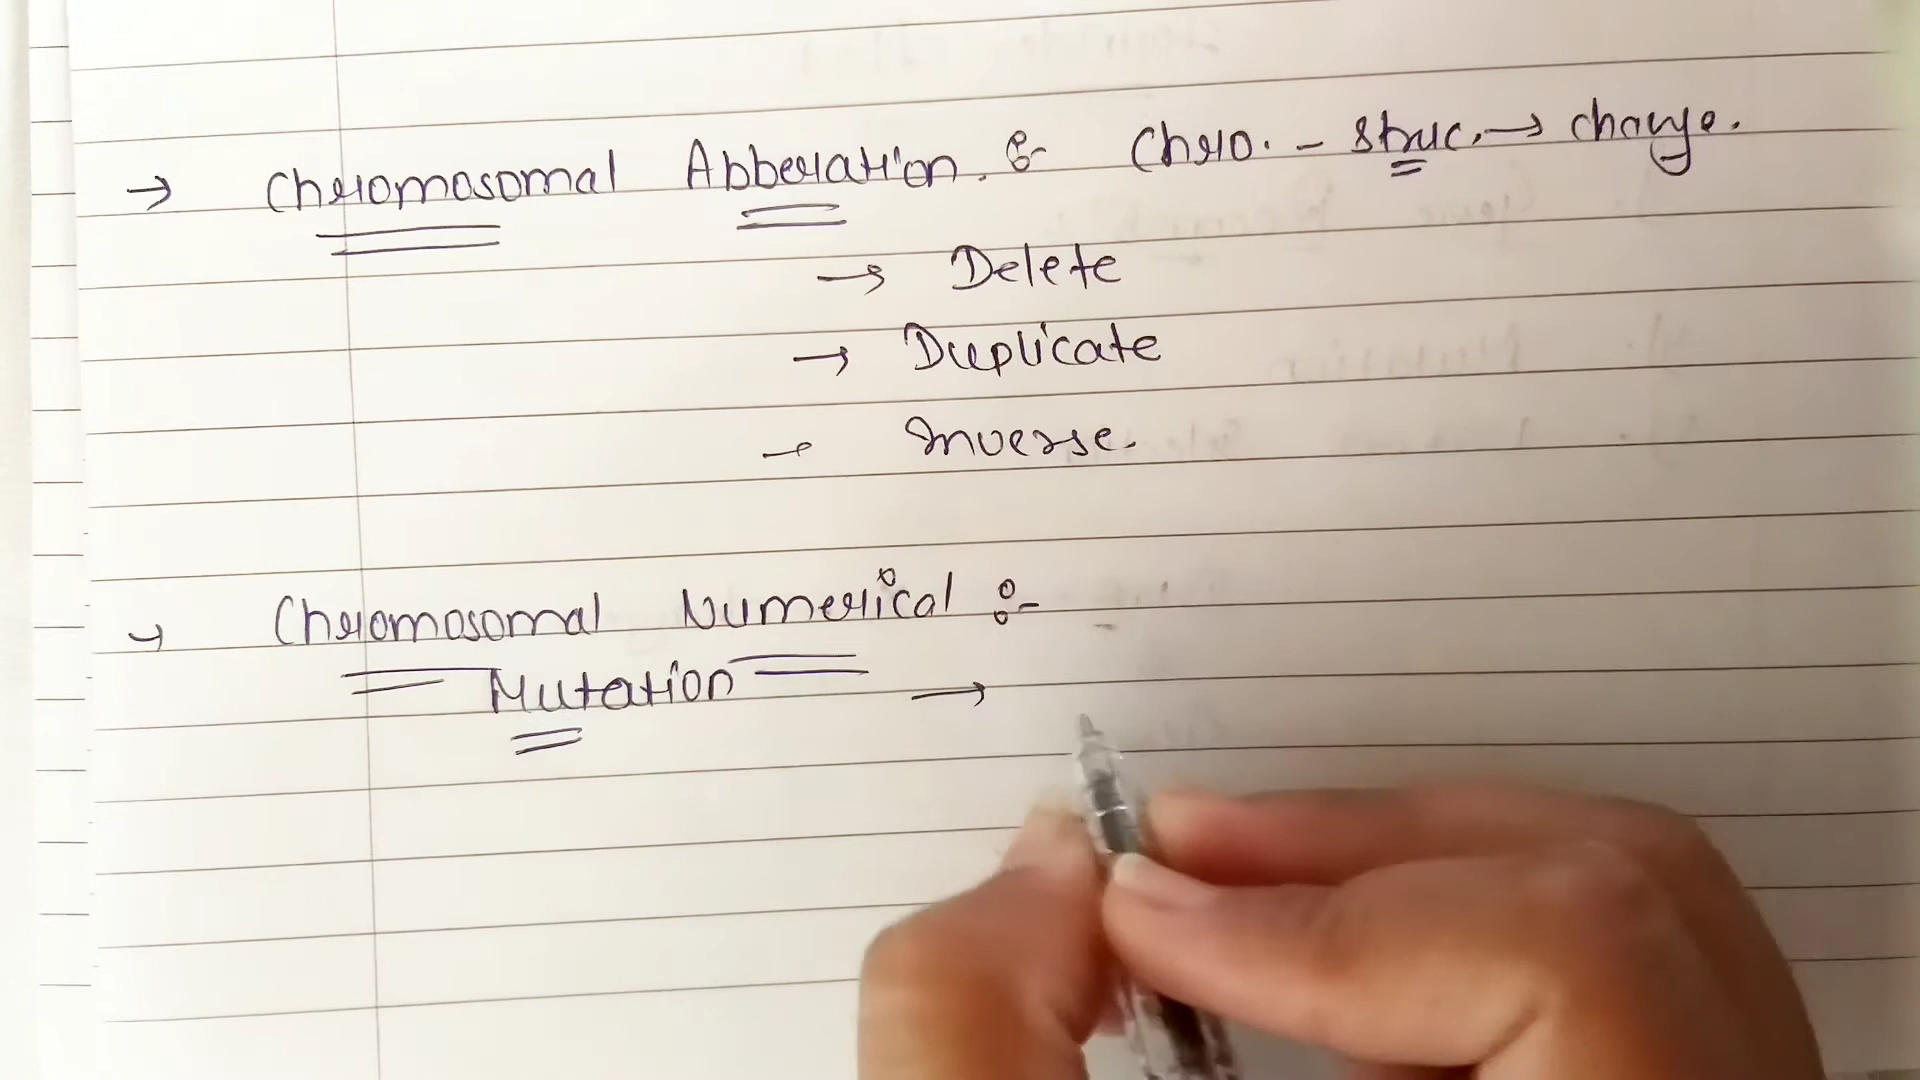 → Chromosomal Abberation :- Chro. - struc. → change.
→ Delete
→ Duplicate
→ Inverse.
→ Chromosomal Numerical :-
Mutation →